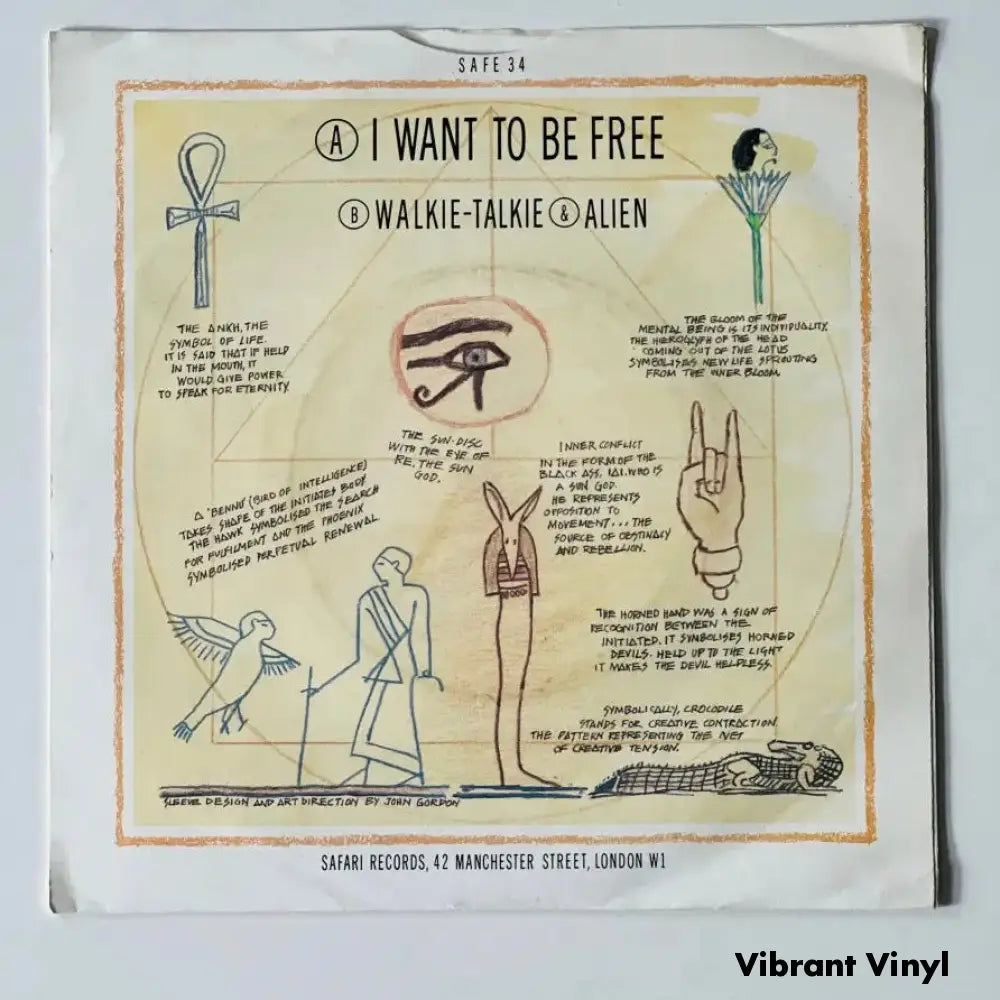 SAFE 34
Ⓐ I WANT TO BE FREE
Ⓑ WALKIE-TALKIE & ALIEN
THE ANKH, THE
SYMBOL OF LIFE.
IT IS SAID THAT IF HELD
IN THE MOUTH, IT
WOULD GIVE POWER
TO SPEAK FOR ETERNITY.
THE BLOOM OF THE
MENTAL BEING IS ITS INDIVIDUALITY.
THE HIEROGLYPH OF THE HEAD
COMING OUT OF THE LOTUS
SYMBOLISES NEW LIFE SPROUTING
FROM THE INNER BLOOM.
THE SUN-DISC
WITH THE EYE OF
RE, THE SUN
GOD.
INNER CONFLICT
IN THE FORM OF THE
BLACK ASS, IAI. WHO IS
A SUN GOD.
HE REPRESENTS
OPPOSITION TO
MOVEMENT... THE
SOURCE OF OBSTINACY
AND REBELLION.
A 'BENNU' (BIRD OF INTELLIGENCE)
TAKES SHAPE OF THE INITIATES BODY
THE HAWK SYMBOLISED THE SEARCH
FOR FULFILMENT AND THE PHOENIX
SYMBOLISED PERPETUAL RENEWAL.
THE HORNED HAND WAS A SIGN OF
RECOGNITION BETWEEN THE
INITIATED. IT SYMBOLISES HORNED
DEVILS. HELD UP TO THE LIGHT
IT MAKES THE DEVIL HELPLESS.
SYMBOLICALLY, CROCODILE
STANDS FOR CREATIVE CONTRACTION.
THE PATTERN REPRESENTING THE NET
OF CREATIVE TENSION.
SLEEVE DESIGN AND ART DIRECTION BY JOHN GORDON
SAFARI RECORDS, 42 MANCHESTER STREET, LONDON W1
Vibrant Vinyl